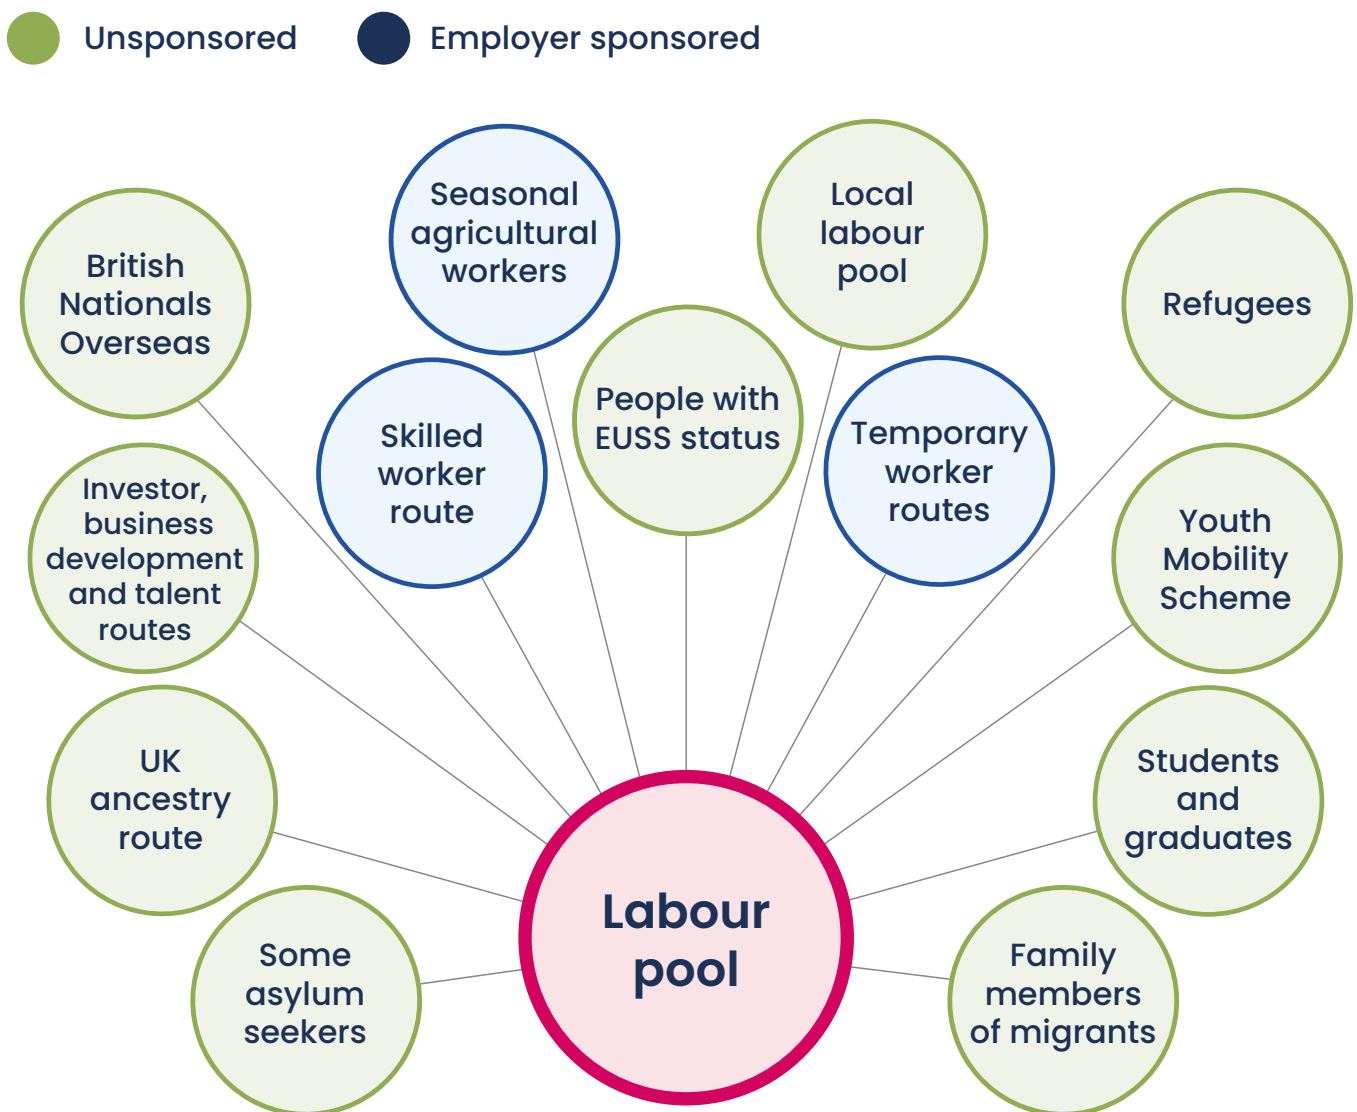 Unsponsored
Employer sponsored
Seasonal
agricultural
workers
Local
labour
pool
British
Nationals
Overseas
Refugees
People with
EUSS status
Skilled
worker
route
Temporary
worker
routes
Investor,
business
development
and talent
routes
Youth
Mobility
Scheme
UK
ancestry
route
Students
and
graduates
Labour
pool
Some
asylum
seekers
Family
members
of migrants